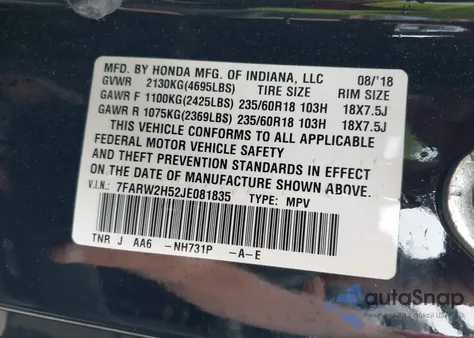 MFD. BY HONDA MFG. OF INDIANA, LLC 08/'18
GVWR 2130KG(4695LBS) TIRE SIZE RIM SIZE
GAWR F 1100KG(2425LBS) 235/60R18 103H 18X7.5J
GAWR R 1075KG(2369LBS) 235/60R18 103H 18X7.5J
THIS VEHICLE CONFORMS TO ALL APPLICABLE
FEDERAL MOTOR VEHICLE SAFETY
AND THEFT PREVENTION STANDARDS IN EFFECT
ON THE DATE OF MANUFACTURE SHOWN ABOVE.
V.I.N.: 7FARW2H52JE081835 TYPE: MPV
TNR J AA6 -NH731P -A-E
autoSnap